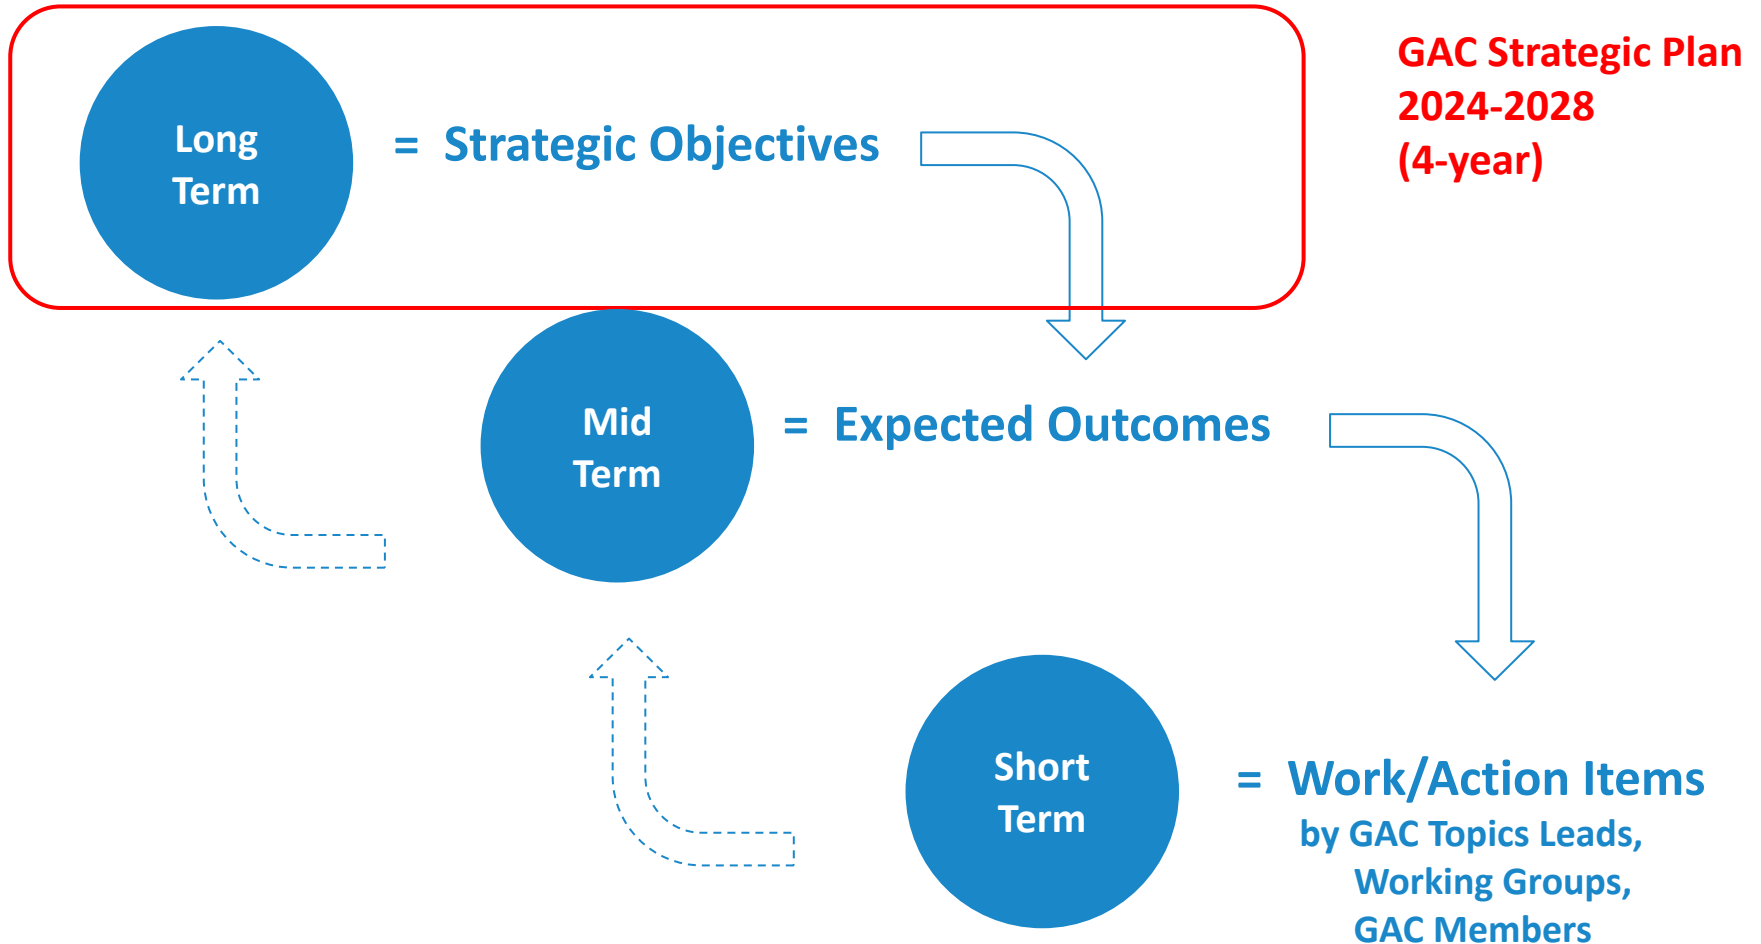 GAC Strategic Plan
2024-2028
(4-year)
Long
Term
= Strategic Objectives
Mid
Term
= Expected Outcomes
Short
Term
= Work/Action Items
by GAC Topics Leads,
Working Groups,
GAC Members